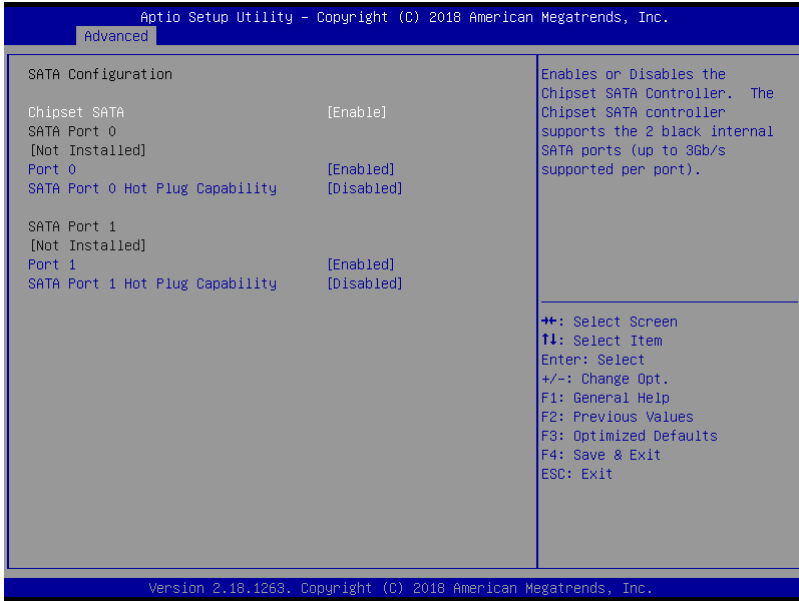 Aptio Setup Utility – Copyright (C) 2018 American Megatrends, Inc.
Advanced
SATA Configuration
Chipset SATA [Enable]
SATA Port 0
[Not Installed]
Port 0 [Enabled]
SATA Port 0 Hot Plug Capability [Disabled]
SATA Port 1
[Not Installed]
Port 1 [Enabled]
SATA Port 1 Hot Plug Capability [Disabled]
Enables or Disables the
Chipset SATA Controller. The
Chipset SATA controller
supports the 2 black internal
SATA ports (up to 3Gb/s
supported per port).
→←: Select Screen
↑↓: Select Item
Enter: Select
+/-: Change Opt.
F1: General Help
F2: Previous Values
F3: Optimized Defaults
F4: Save & Exit
ESC: Exit
Version 2.18.1263. Copyright (C) 2018 American Megatrends, Inc.